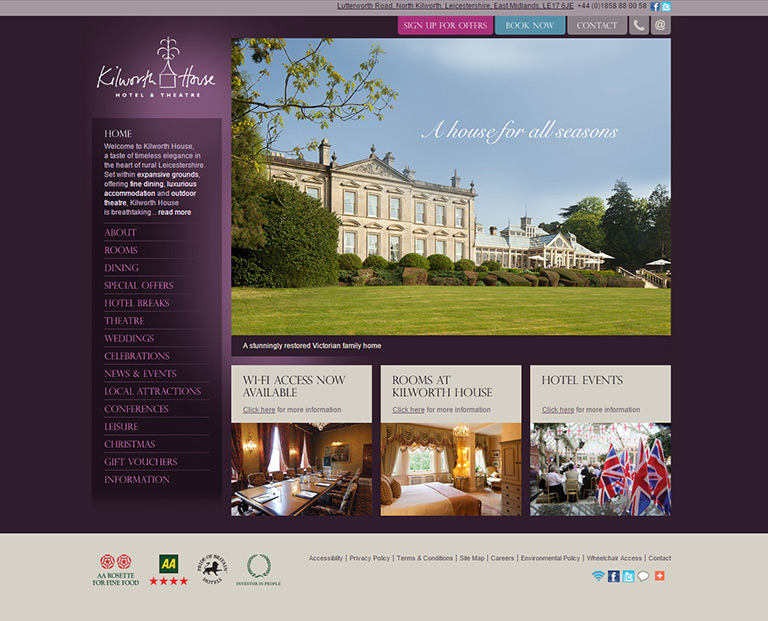 Lutterworth Road, North Kilworth, Leicestershire, East Midlands, LE17 6JE +44 (0)1858 88 00 58
SIGN UP FOR OFFERS
BOOK NOW
CONTACT
@
Kilworth House
HOTEL & THEATRE
A house for all seasons
HOME
Welcome to Kilworth House,
a taste of timeless elegance in
the heart of rural Leicestershire.
Set within expansive grounds,
offering fine dining, luxurious
accommodation and outdoor
theatre, Kilworth House
is breathtaking... read more
ABOUT
ROOMS
DINING
SPECIAL OFFERS
HOTEL BREAKS
THEATRE
WEDDINGS
CELEBRATIONS
NEWS & EVENTS
LOCAL ATTRACTIONS
CONFERENCES
LEISURE
CHRISTMAS
GIFT VOUCHERS
INFORMATION
A stunningly restored Victorian family home
WI-FI ACCESS NOW
AVAILABLE
Click here for more information
ROOMS AT
KILWORTH HOUSE
Click here for more information
HOTEL EVENTS
Click here for more information
AA ROSETTE
FOR FINE FOOD
AA
PRIDE OF BRITAIN
HOTELS
INVESTOR IN PEOPLE
Accessiblity | Privacy Policy | Terms & Conditions | Site Map | Careers | Environmental Policy | Wheelchair Access | Contact